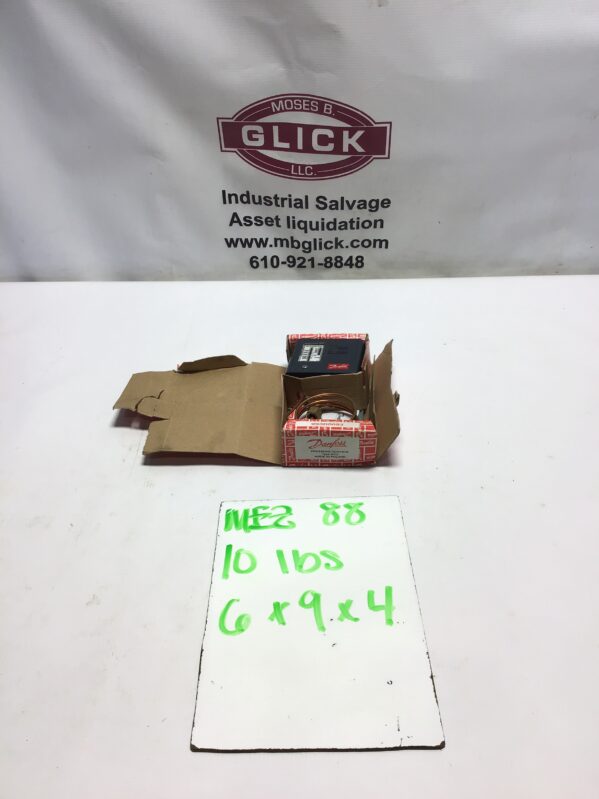 MOSES B.
GLICK
LLC.
Industrial Salvage
Asset liquidation
www.mbglick.com
610-921-8848
Danfoss
MEZ 88
10 lbs
6 x 9 x 4